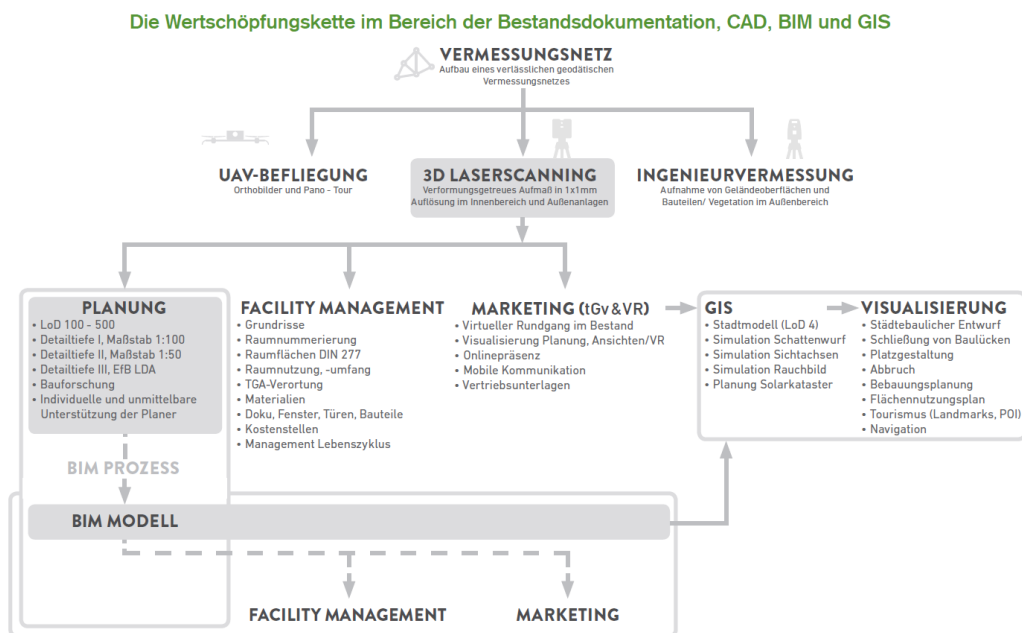 Die Wertschöpfungskette im Bereich der Bestandsdokumentation, CAD, BIM und GIS
VERMESSUNGSNETZ
Aufbau eines verlässlichen geodätischen
Vermessungsnetzes
UAV-BEFLIEGUNG
Orthobilder und Pano - Tour
3D LASERSCANNING
Verformungsgetreues Aufmaß in 1x1mm
Auflösung im Innenbereich und Außenanlagen
INGENIEURVERMESSUNG
Aufnahme von Geländeoberflächen und
Bauteilen/ Vegetation im Außenbereich
PLANUNG
• LoD 100 - 500
• Detailtiefe I, Maßstab 1:100
• Detailtiefe II, Maßstab 1:50
• Detailtiefe III, EfB LDA
• Bauforschung
• Individuelle und unmittelbare
Unterstützung der Planer
FACILITY MANAGEMENT
• Grundrisse
• Raumnummerierung
• Raumflächen DIN 277
• Raumnutzung, -umfang
• TGA-Verortung
• Materialien
• Doku, Fenster, Türen, Bauteile
• Kostenstellen
• Management Lebenszyklus
MARKETING (tGv&VR)
• Virtueller Rundgang im Bestand
• Visualisierung Planung, Ansichten/VR
• Onlinepräsenz
• Mobile Kommunikation
• Vertriebsunterlagen
GIS
• Stadtmodell (LoD 4)
• Simulation Schattenwurf
• Simulation Sichtachsen
• Simulation Rauchbild
• Planung Solarkataster
VISUALISIERUNG
• Städtebaulicher Entwurf
• Schließung von Baulücken
• Platzgestaltung
• Abbruch
• Bebauungsplanung
• Flächennutzungsplan
• Tourismus (Landmarks, POI)
• Navigation
BIM PROZESS
BIM MODELL
FACILITY MANAGEMENT
MARKETING